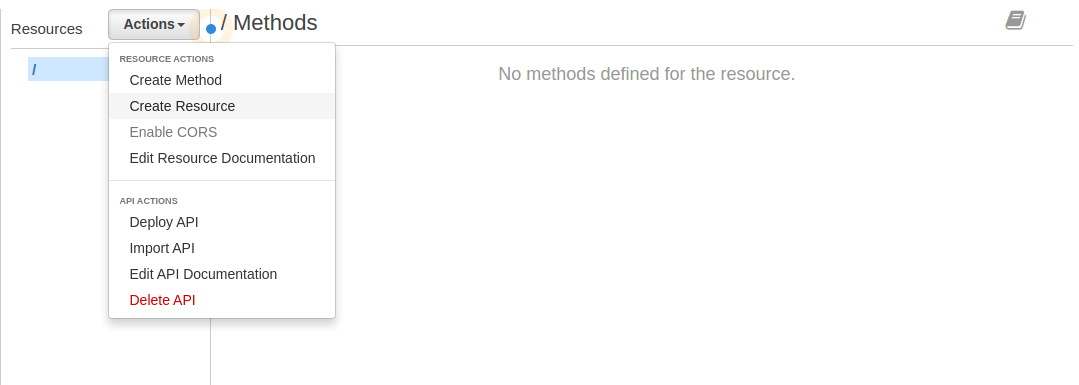 Resources
Actions
/ Methods
/
No methods defined for the resource.
RESOURCE ACTIONS
Create Method
Create Resource
Enable CORS
Edit Resource Documentation
API ACTIONS
Deploy API
Import API
Edit API Documentation
Delete API